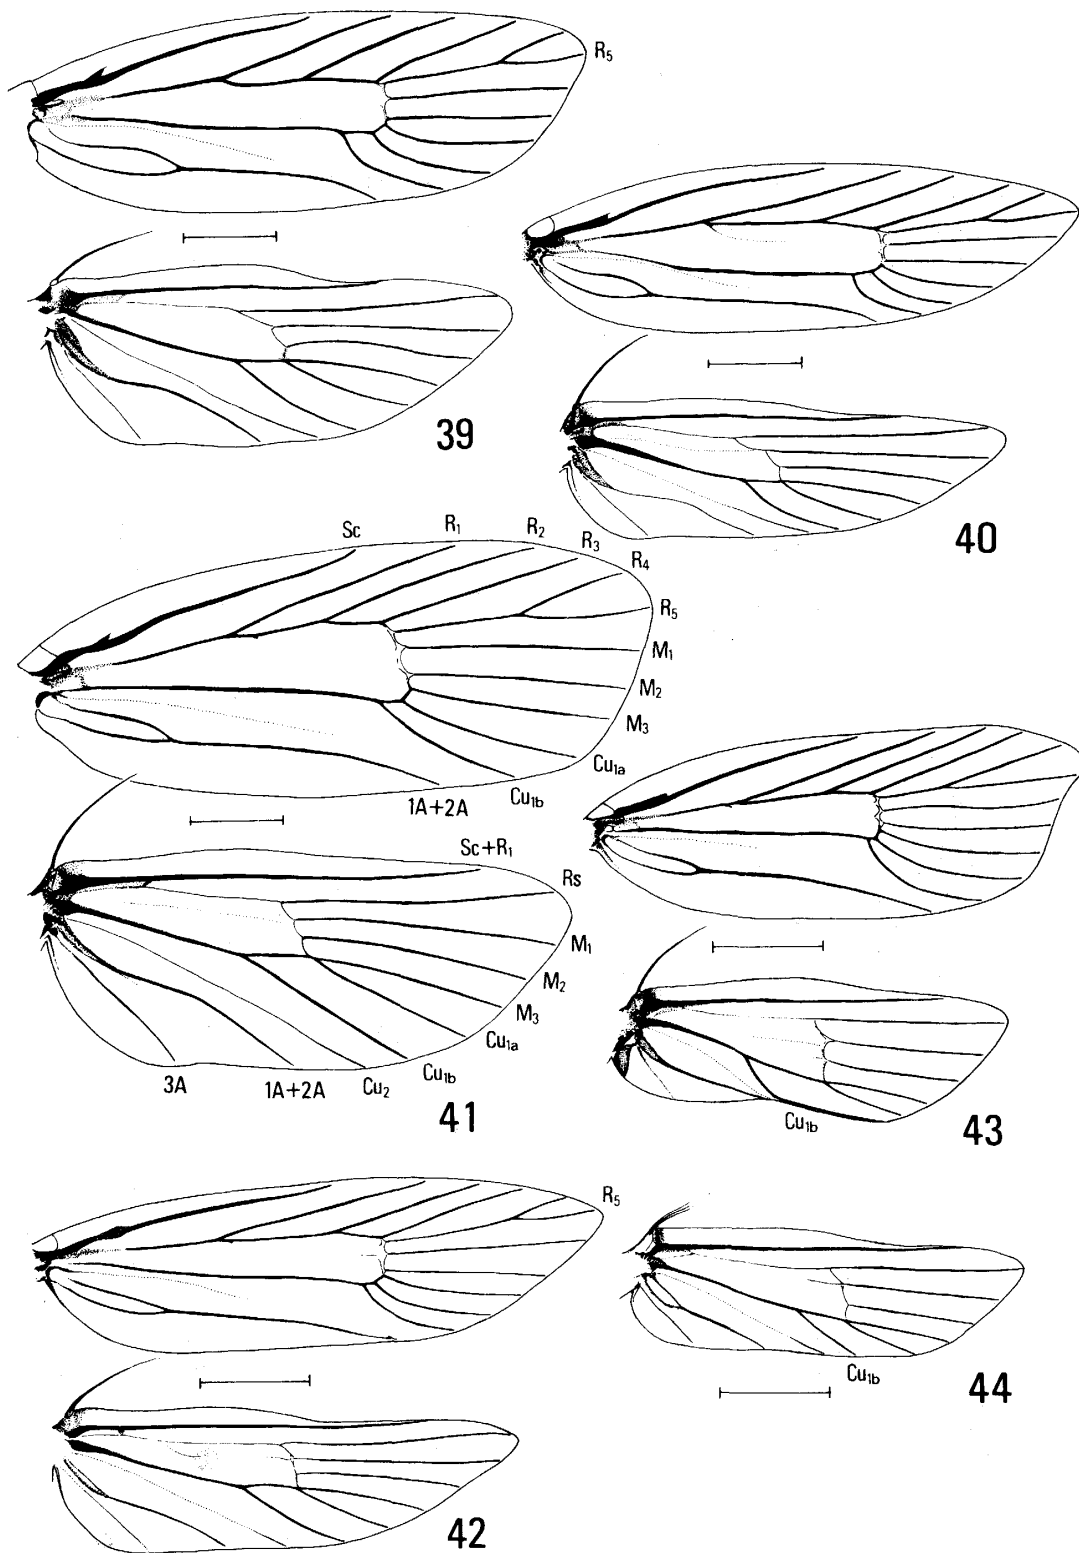 R₅
39
40
Sc
R₁
R₂
R₃
R₄
R₅
M₁
M₂
M₃
Cu₁ₐ
Cu₁b
1A+2A
Sc+R₁
Rs
M₁
M₂
M₃
Cu₁ₐ
Cu₁b
Cu₂
1A+2A
3A
41
Cu₁b
43
R₅
42
Cu₁b
44